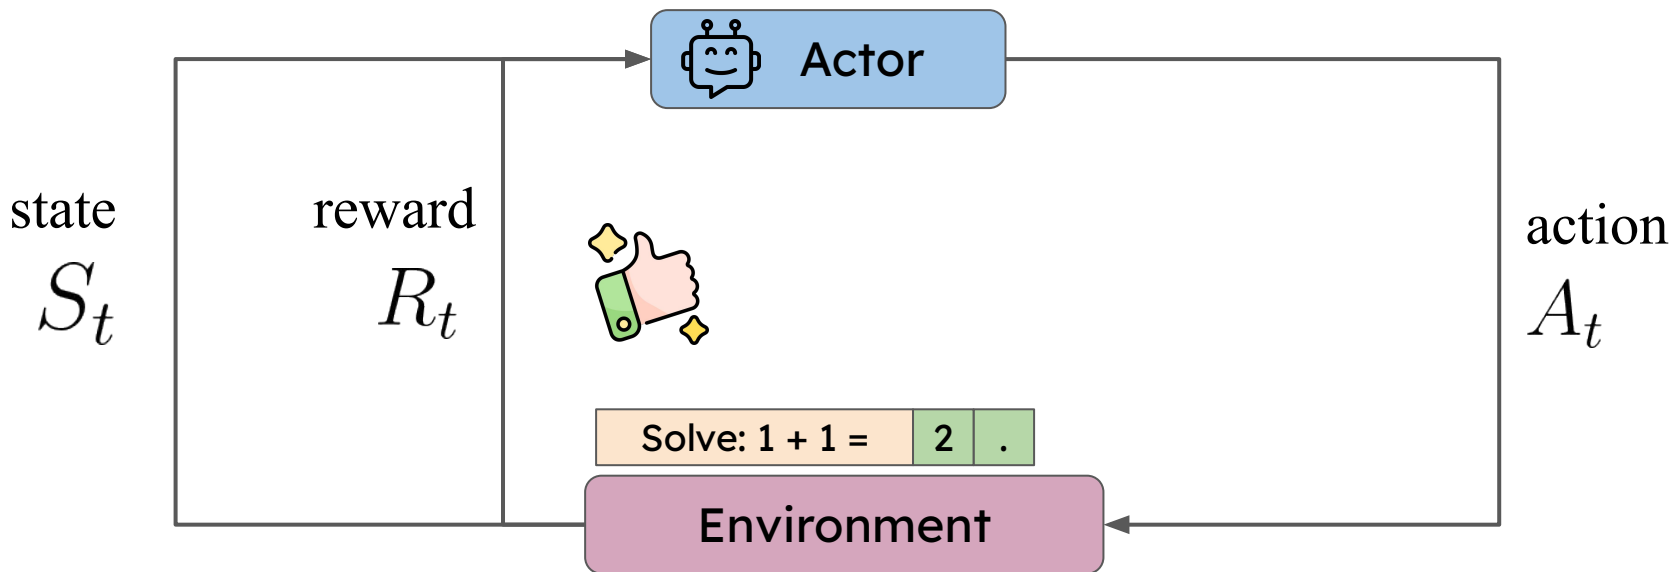 Actor
state
S_t
reward
R_t
action
A_t
Solve: 1 + 1 = 2 .
Environment